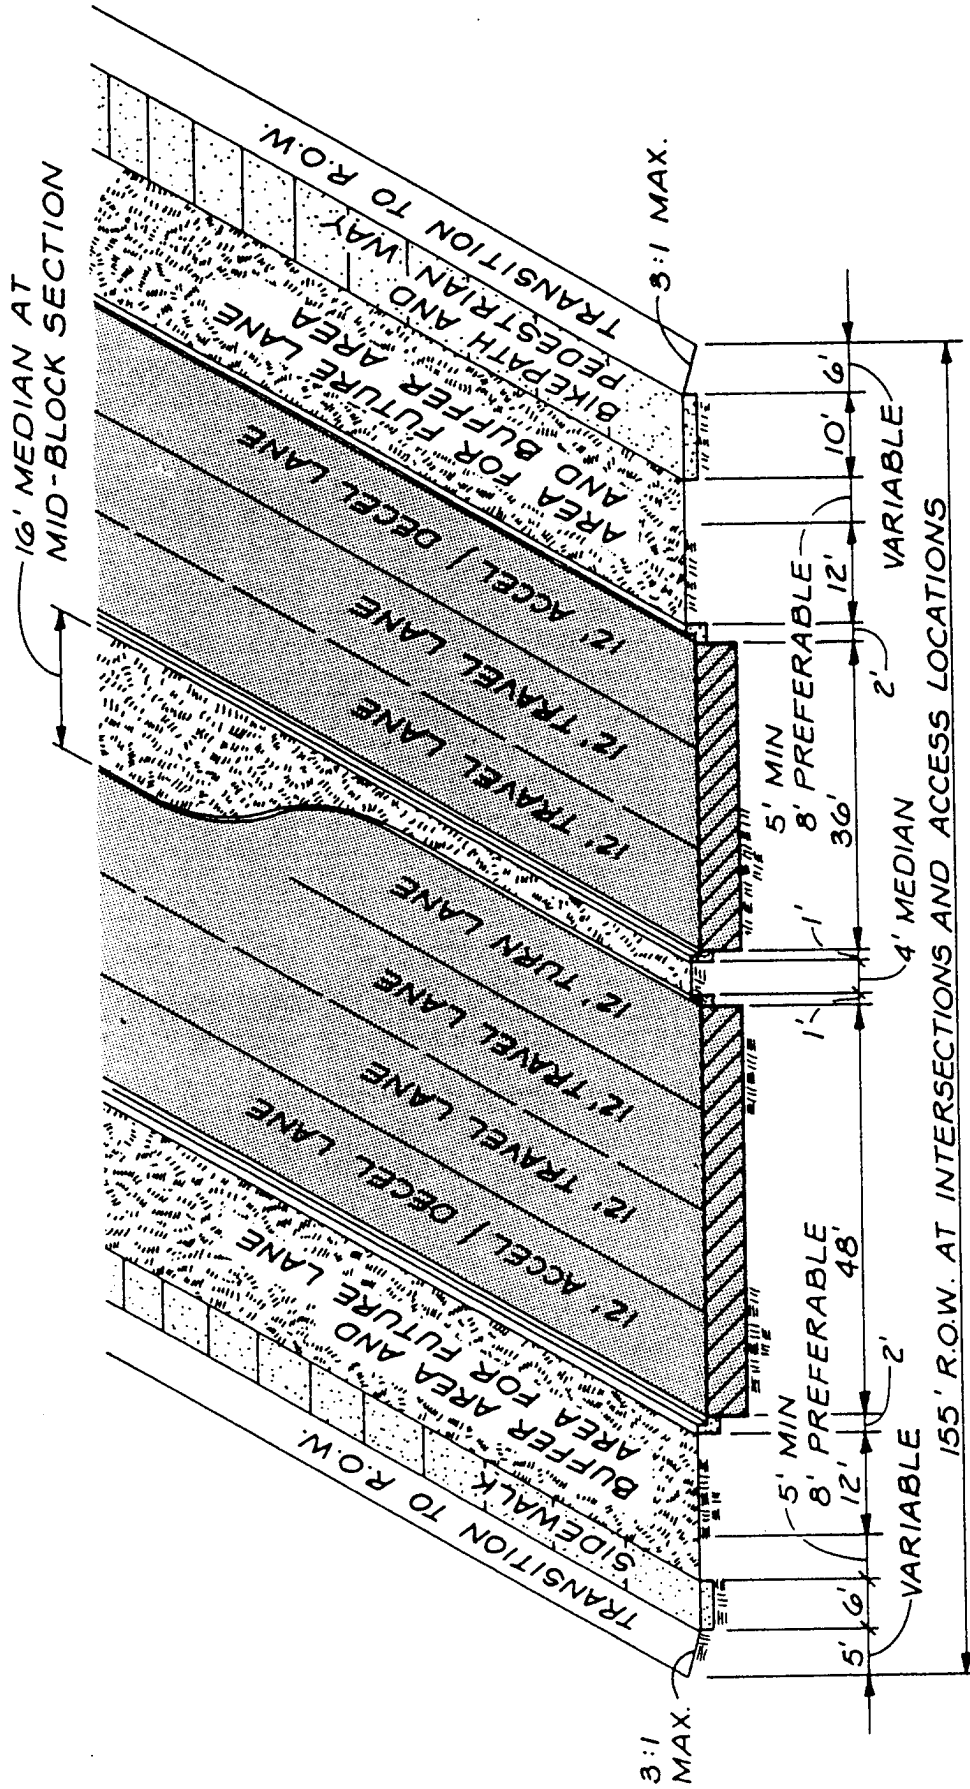 16' MEDIAN AT
MID-BLOCK SECTION
TRANSITION TO R.O.W.
SIDEWALK
BUFFER AREA AND
AREA FOR FUTURE LANE
12' ACCEL / DECEL LANE
12' TRAVEL LANE
12' TRAVEL LANE
12' TURN LANE
12' TRAVEL LANE
12' TRAVEL LANE
12' ACCEL / DECEL LANE
AREA FOR FUTURE LANE
AND BUFFER AREA
BIKEPATH AND
PEDESTRIAN WAY
TRANSITION TO R.O.W.
3:1
MAX.
3:1 MAX.
5'
6'
VARIABLE
5' MIN
8' PREFERABLE
12'
2'
48'
1'
4' MEDIAN
1'
36'
2'
12'
5' MIN
8' PREFERABLE
10'
6'
VARIABLE
155' R.O.W. AT INTERSECTIONS AND ACCESS LOCATIONS